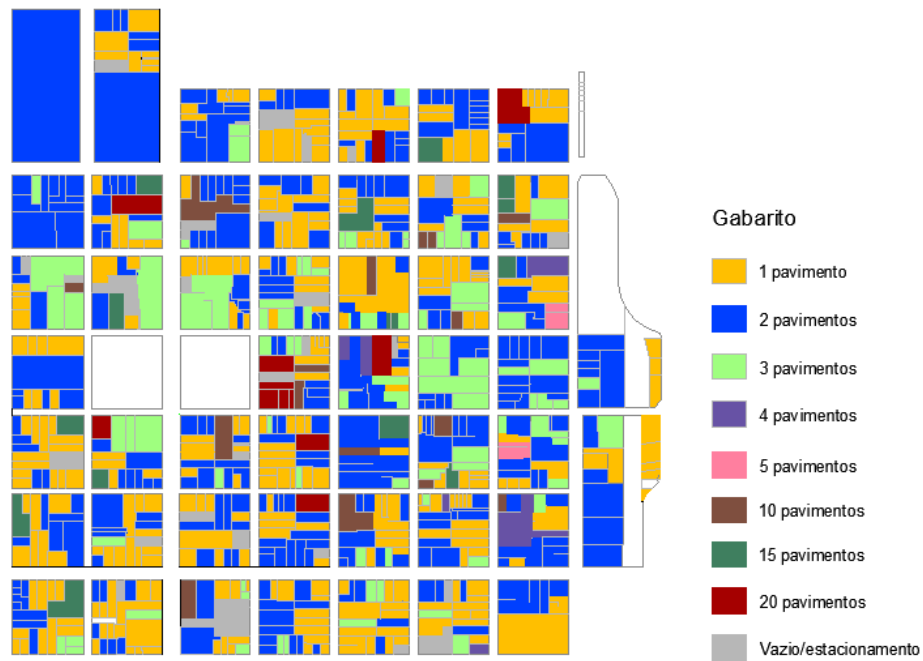 Gabarito
1 pavimento
2 pavimentos
3 pavimentos
4 pavimentos
5 pavimentos
10 pavimentos
15 pavimentos
20 pavimentos
Vazio/estacionamento